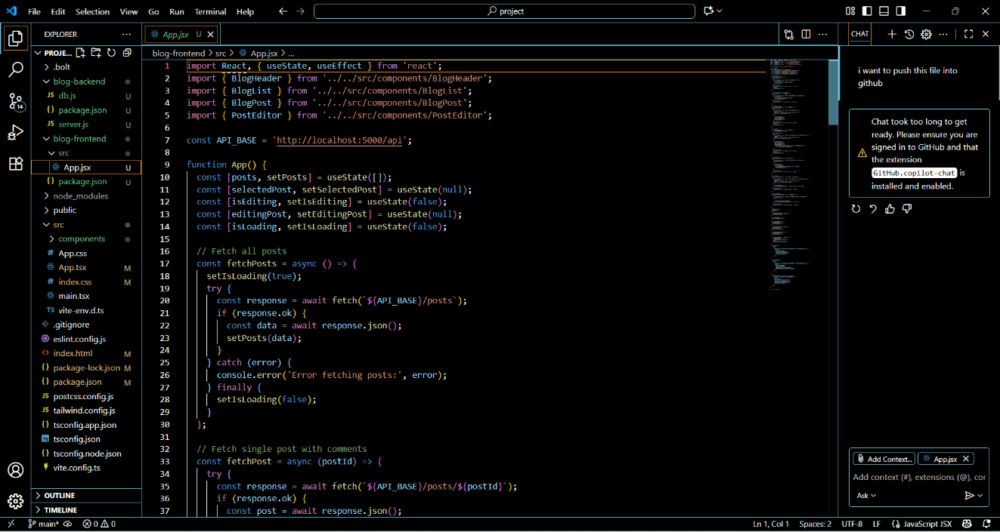 File Edit Selection View Go Run Terminal Help
project
EXPLORER
PROJE...
.bolt
blog-backend
JS db.js U
{} package.json U
JS server.js U
blog-frontend
src
App.jsx U
{} package.json U
node_modules
public
src
components
# App.css
App.tsx M
# index.css M
main.tsx
TS vite-env.d.ts
.gitignore
eslint.config.js
<> index.html M
{} package-lock.json M
{} package.json M
JS postcss.config.js
JS tailwind.config.js
{} tsconfig.app.json
TS tsconfig.json
{} tsconfig.node.json
vite.config.ts
OUTLINE
TIMELINE
14
App.jsx U
blog-frontend > src > App.jsx > ...
1 import React, { useState, useEffect } from 'react';
2 import { BlogHeader } from '../../src/components/BlogHeader';
3 import { BlogList } from '../../src/components/BlogList';
4 import { BlogPost } from '../../src/components/BlogPost';
5 import { PostEditor } from '../../src/components/PostEditor';
6
7 const API_BASE = 'http://localhost:5000/api';
8
9 function App() {
10 const [posts, setPosts] = useState([]);
11 const [selectedPost, setSelectedPost] = useState(null);
12 const [isEditing, setIsEditing] = useState(false);
13 const [editingPost, setEditingPost] = useState(null);
14 const [isLoading, setIsLoading] = useState(false);
15
16 // Fetch all posts
17 const fetchPosts = async () => {
18 setIsLoading(true);
19 try {
20 const response = await fetch(`${API_BASE}/posts`);
21 if (response.ok) {
22 const data = await response.json();
23 setPosts(data);
24 }
25 } catch (error) {
26 console.error('Error fetching posts:', error);
27 } finally {
28 setIsLoading(false);
29 }
30 };
31
32 // Fetch single post with comments
33 const fetchPost = async (postId) => {
34 try {
35 const response = await fetch(`${API_BASE}/posts/${postId}`);
36 if (response.ok) {
37 const post = await response.json();
CHAT
i want to push this file into
github
Chat took too long to get
ready. Please ensure you are
signed in to GitHub and that
the extension
GitHub.copilot-chat is
installed and enabled.
Add Context... App.jsx
Add context (#), extensions (@), cor
Ask
main* 0 0 Ln 1, Col 1 Spaces: 2 UTF-8 LF {} JavaScript JSX